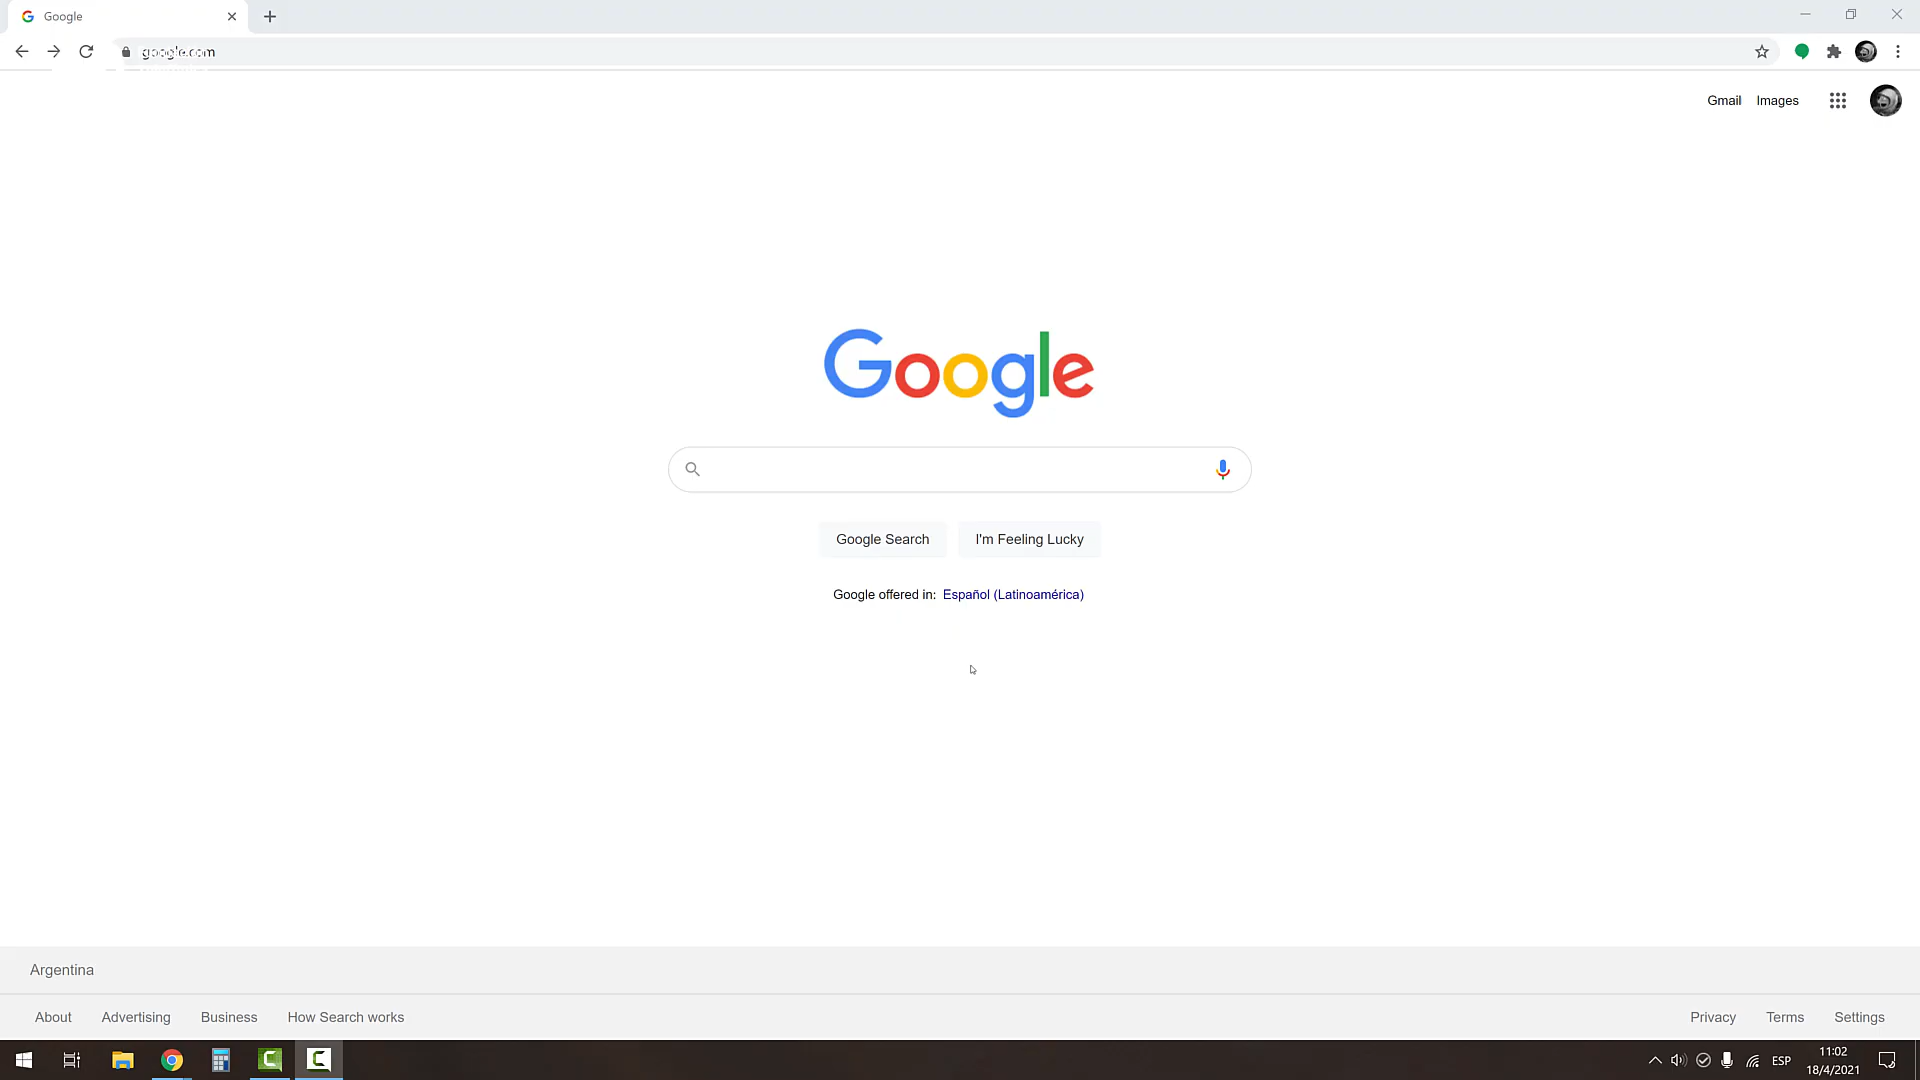 Google
google.com
Gmail Images
Google
Google Search I'm Feeling Lucky
Google offered in: Español (Latinoamérica)
Argentina
About Advertising Business How Search works
Privacy Terms Settings
ESP
11:02
18/4/2021